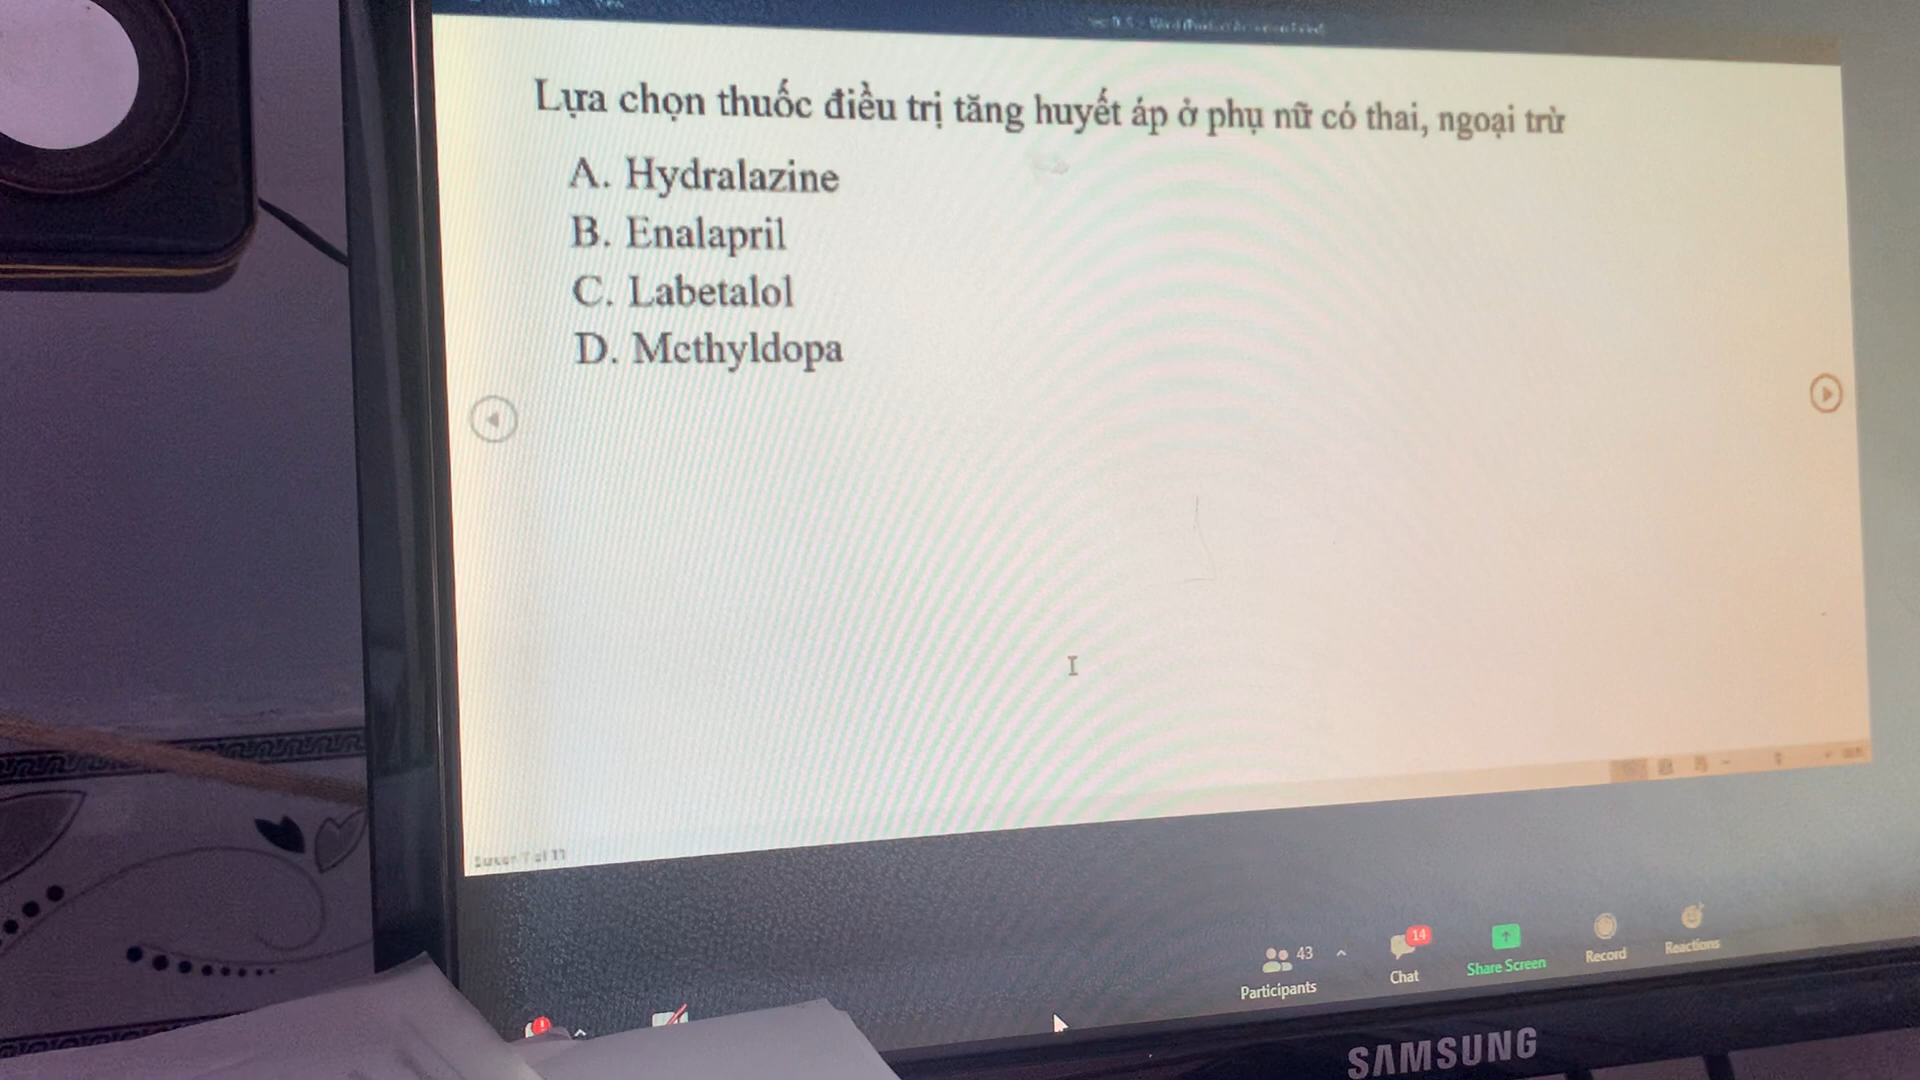 Lựa chọn thuốc điều trị tăng huyết áp ở phụ nữ có thai, ngoại trừ
A. Hydralazine
B. Enalapril
C. Labetalol
D. Methyldopa
43
14
Participants
Chat
Share Screen
Record
Reactions
SAMSUNG